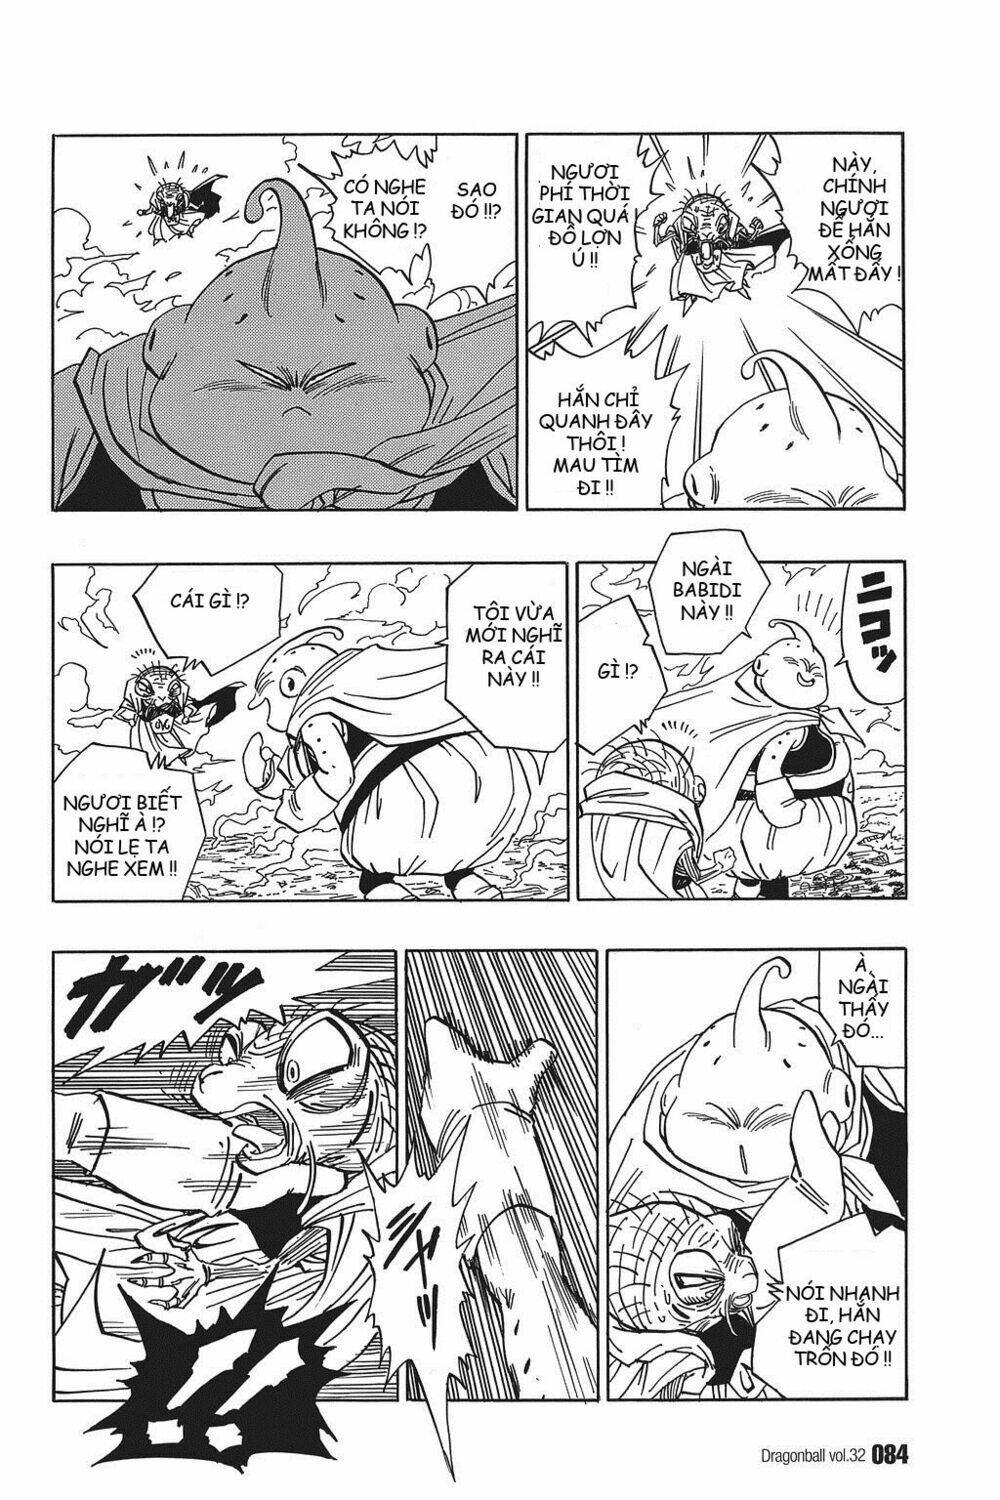 NÀY,
CHÍNH
NGƯƠI
ĐỂ HẮN
XỔNG
MẤT ĐẤY !
NGƯƠI
PHÍ THỜI
GIAN QUÁ
ĐỒ LỢN
Ú !!
HẮN CHỈ
QUANH ĐÂY
THÔI !
MAU TÌM
ĐI !!
SAO
ĐÓ !!?
CÓ NGHE
TA NÓI
KHÔNG !?
NGÀI
BABIDI
NÀY !!
ニコッ
GÌ !?
TÔI VỪA
MỚI NGHĨ
RA CÁI
NÀY !!
CÁI GÌ !?
NGƯƠI BIẾT
NGHĨ À !?
NÓI LẸ TA
NGHE XEM !!
À,
NGÀI
THẤY
ĐÓ...
NÓI NHANH
ĐI, HẮN
ĐANG CHẠY
TRỐN ĐÓ !!
ガッ
!!
Dragonball vol.32 084